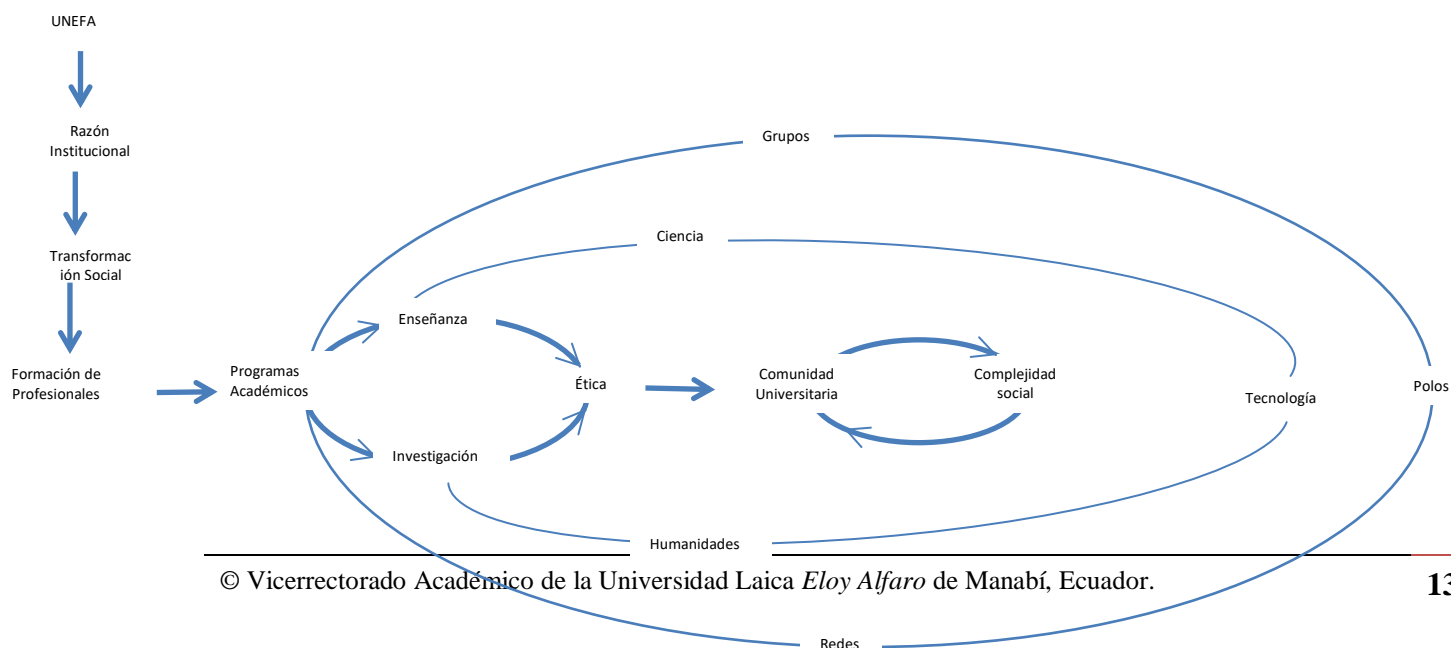 UNEFA
Razón
Institucional
Transformac
ión Social
Formación de
Profesionales
Programas
Académicos
Enseñanza
Investigación
Ética
Comunidad
Universitaria
Complejidad
social
Grupos
Ciencia
Tecnología
Polos
Humanidades
© Vicerrectorado Académico de la Universidad Laica Eloy Alfaro de Manabí, Ecuador.
13
Redes